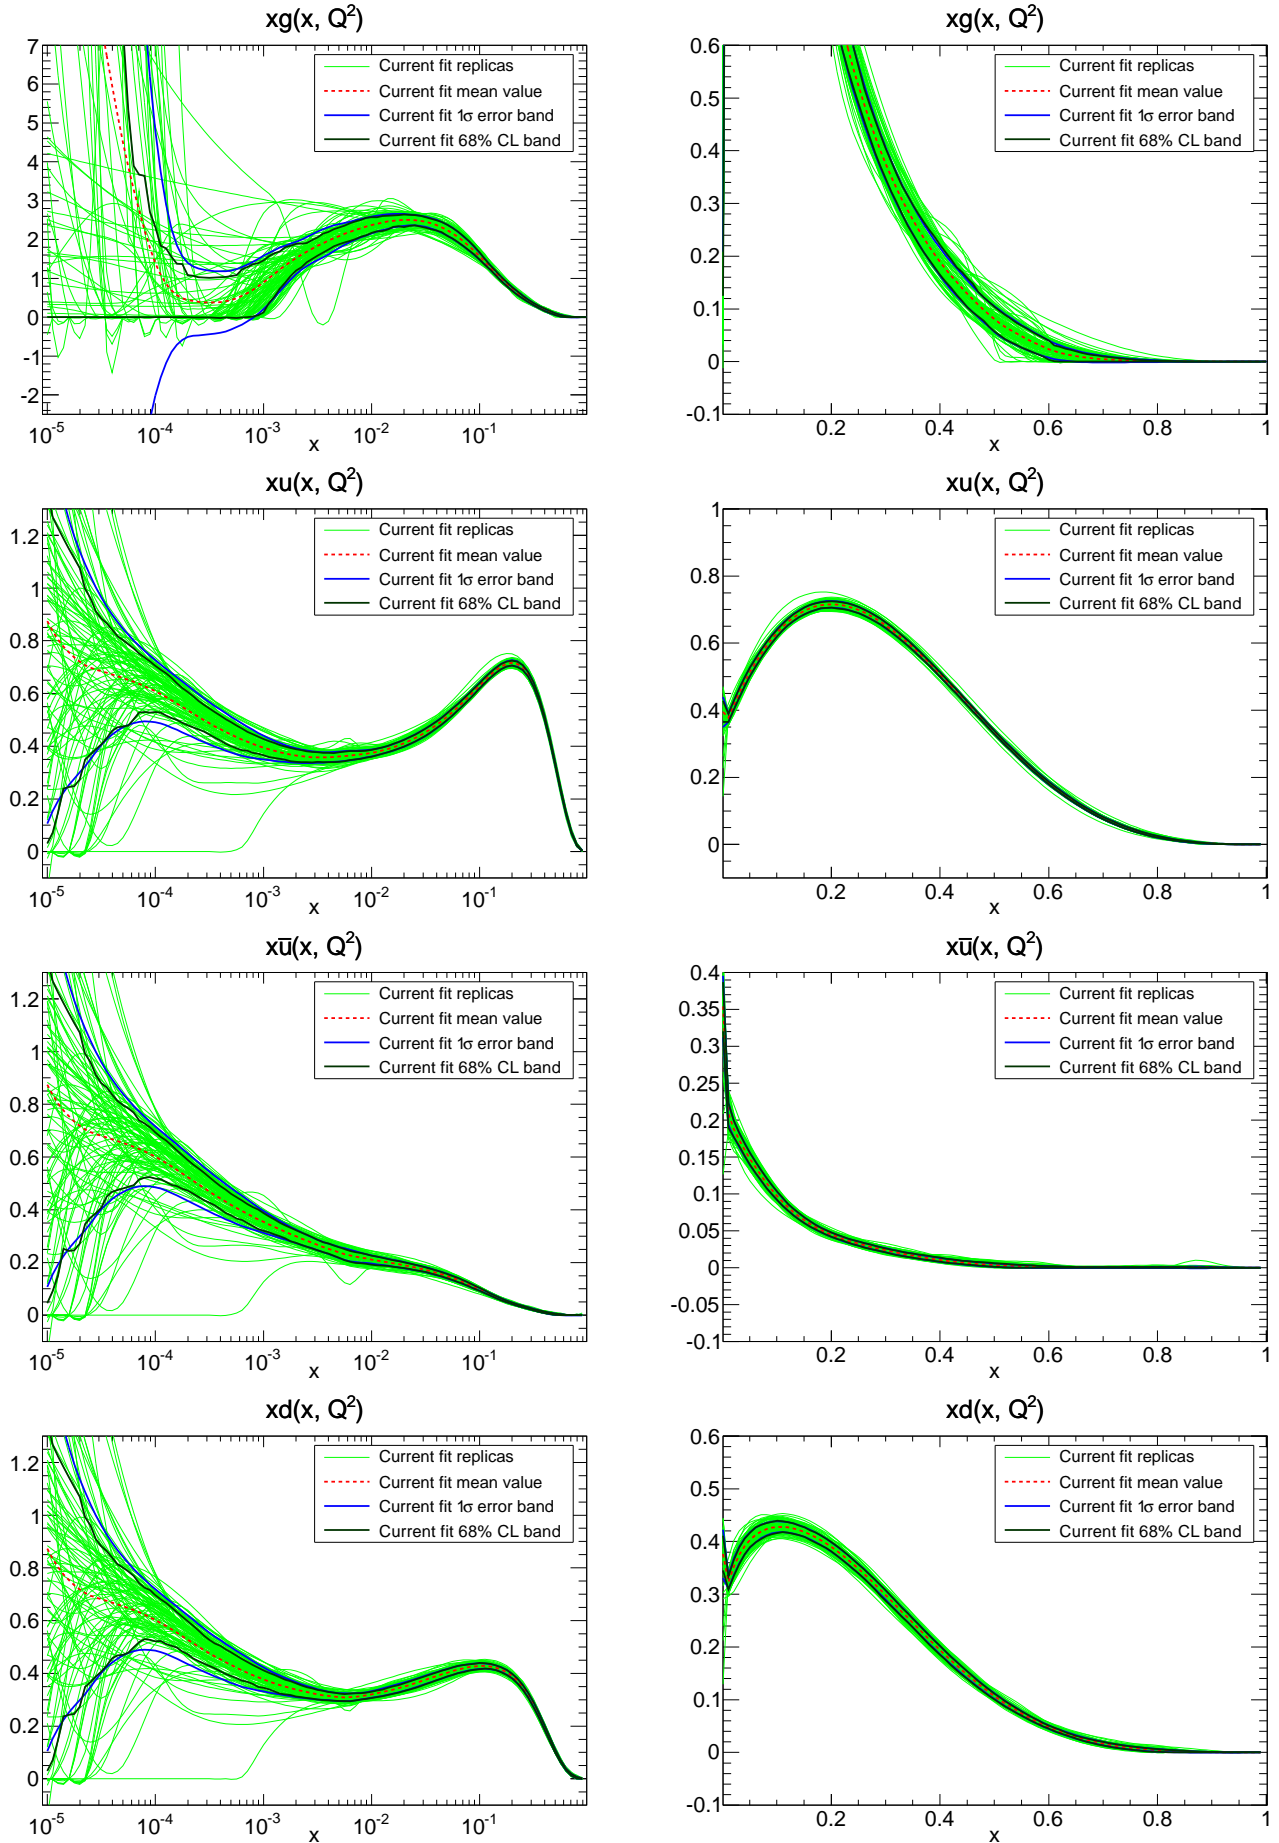 xg(x, Q²)
7
6
5
4
3
2
1
0
-1
-2
Current fit replicas
Current fit mean value
Current fit 1σ error band
Current fit 68% CL band
10⁻⁵ 10⁻⁴ 10⁻³ 10⁻² 10⁻¹
x
xg(x, Q²)
0.6
0.5
0.4
0.3
0.2
0.1
0
-0.1
Current fit replicas
Current fit mean value
Current fit 1σ error band
Current fit 68% CL band
0.2 0.4 0.6 0.8 1
x
xu(x, Q²)
1.2
1
0.8
0.6
0.4
0.2
0
Current fit replicas
Current fit mean value
Current fit 1σ error band
Current fit 68% CL band
10⁻⁵ 10⁻⁴ 10⁻³ 10⁻² 10⁻¹
x
xu(x, Q²)
1
0.8
0.6
0.4
0.2
0
Current fit replicas
Current fit mean value
Current fit 1σ error band
Current fit 68% CL band
0.2 0.4 0.6 0.8 1
x
xu̅(x, Q²)
1.2
1
0.8
0.6
0.4
0.2
0
Current fit replicas
Current fit mean value
Current fit 1σ error band
Current fit 68% CL band
10⁻⁵ 10⁻⁴ 10⁻³ 10⁻² 10⁻¹
x
xu̅(x, Q²)
0.4
0.35
0.3
0.25
0.2
0.15
0.1
0.05
0
-0.05
-0.1
Current fit replicas
Current fit mean value
Current fit 1σ error band
Current fit 68% CL band
0.2 0.4 0.6 0.8 1
x
xd(x, Q²)
1.2
1
0.8
0.6
0.4
0.2
0
Current fit replicas
Current fit mean value
Current fit 1σ error band
Current fit 68% CL band
10⁻⁵ 10⁻⁴ 10⁻³ 10⁻² 10⁻¹
x
xd(x, Q²)
0.6
0.5
0.4
0.3
0.2
0.1
0
-0.1
Current fit replicas
Current fit mean value
Current fit 1σ error band
Current fit 68% CL band
0.2 0.4 0.6 0.8 1
x